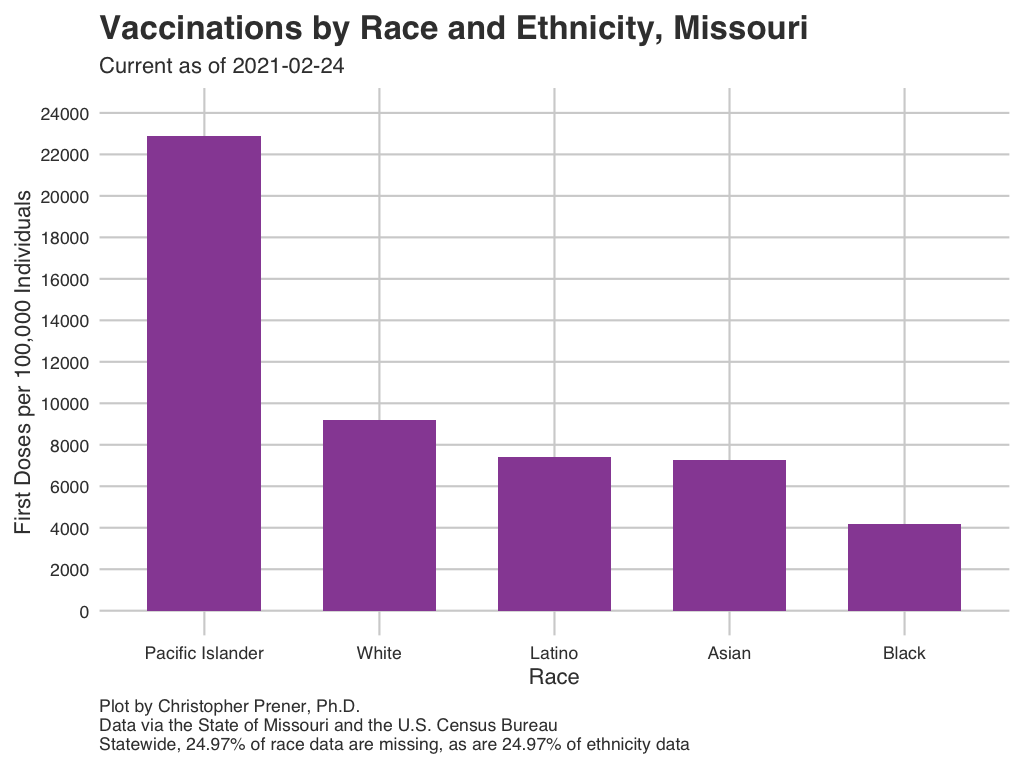 Vaccinations by Race and Ethnicity, Missouri
Current as of 2021-02-24
First Doses per 100,000 Individuals
24000
22000
20000
18000
16000
14000
12000
10000
8000
6000
4000
2000
0
Pacific Islander
White
Latino
Asian
Black
Race
Plot by Christopher Prener, Ph.D.
Data via the State of Missouri and the U.S. Census Bureau
Statewide, 24.97% of race data are missing, as are 24.97% of ethnicity data